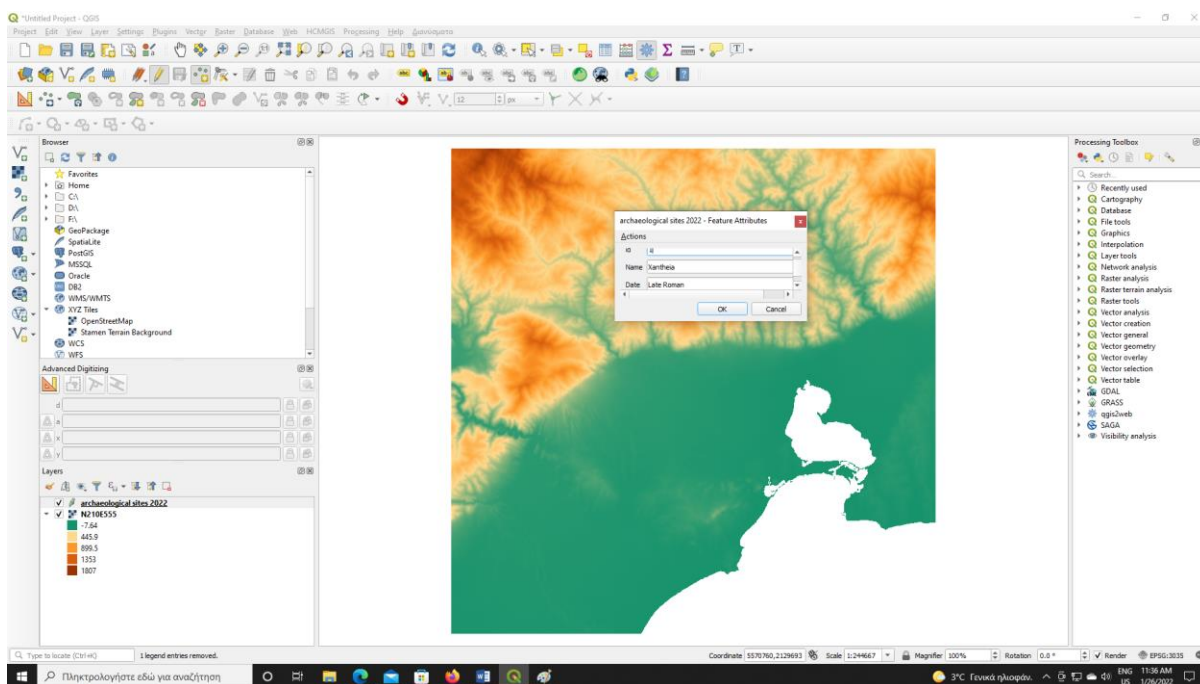 *Untitled Project - QGIS
Project Edit View Layer Settings Plugins Vector Raster Database Web HCMGIS Processing Help Διανύσματα
12 px
Browser
Favorites
Home
C:\
D:\
F:\
GeoPackage
SpatiaLite
PostGIS
MSSQL
Oracle
DB2
WMS/WMTS
XYZ Tiles
OpenStreetMap
Stamen Terrain Background
WCS
WFS
Advanced Digitizing
d
a
x
y
Layers
archaeological sites 2022
N210E555
-7.64
445.9
899.5
1353
1807
archaeological sites 2022 - Feature Attributes
Actions
id
Name Xantheia
Date Late Roman
OK Cancel
Processing Toolbox
Search...
Recently used
Cartography
Database
File tools
Graphics
Interpolation
Layer tools
Network analysis
Raster analysis
Raster terrain analysis
Raster tools
Vector analysis
Vector creation
Vector general
Vector geometry
Vector overlay
Vector selection
Vector table
GDAL
GRASS
qgis2web
SAGA
Visibility analysis
Type to locate (Ctrl+K) 1 legend entries removed. Coordinate 5570760,2129693 Scale 1:244667 Magnifier 100% Rotation 0.0 ° Render EPSG:3035
Πληκτρολογήστε εδώ για αναζήτηση 3°C Γενικά ηλιοφάν. ENG 11:36 AM
US 1/26/2022